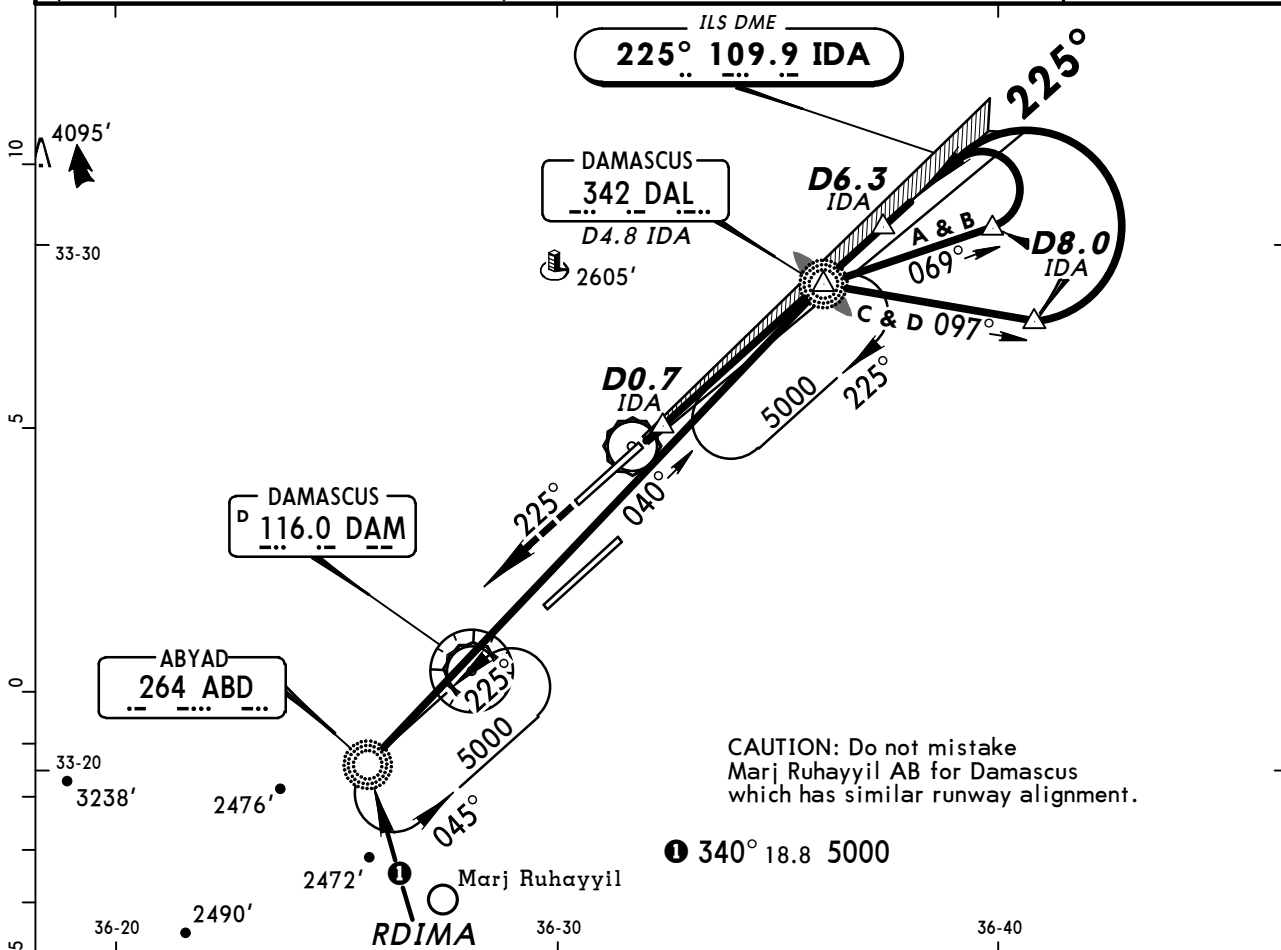 ILS DME
225° 109.9 IDA
225°
4095'
10
DAMASCUS
342 DAL
D4.8 IDA
D6.3
IDA
33-30
2605'
A & B
069°
D8.0
IDA
C & D 097°
D0.7
IDA
5000
225°
5
225°
040°
DAMASCUS
D 116.0 DAM
ABYAD
264 ABD
225°
0
5000
33-20
3238'
2476'
045°
CAUTION: Do not mistake
Marj Ruhayyil AB for Damascus
which has similar runway alignment.
1 340° 18.8 5000
2472'
1
Marj Ruhayyil
2490'
RDIMA
5
36-20
36-30
36-40